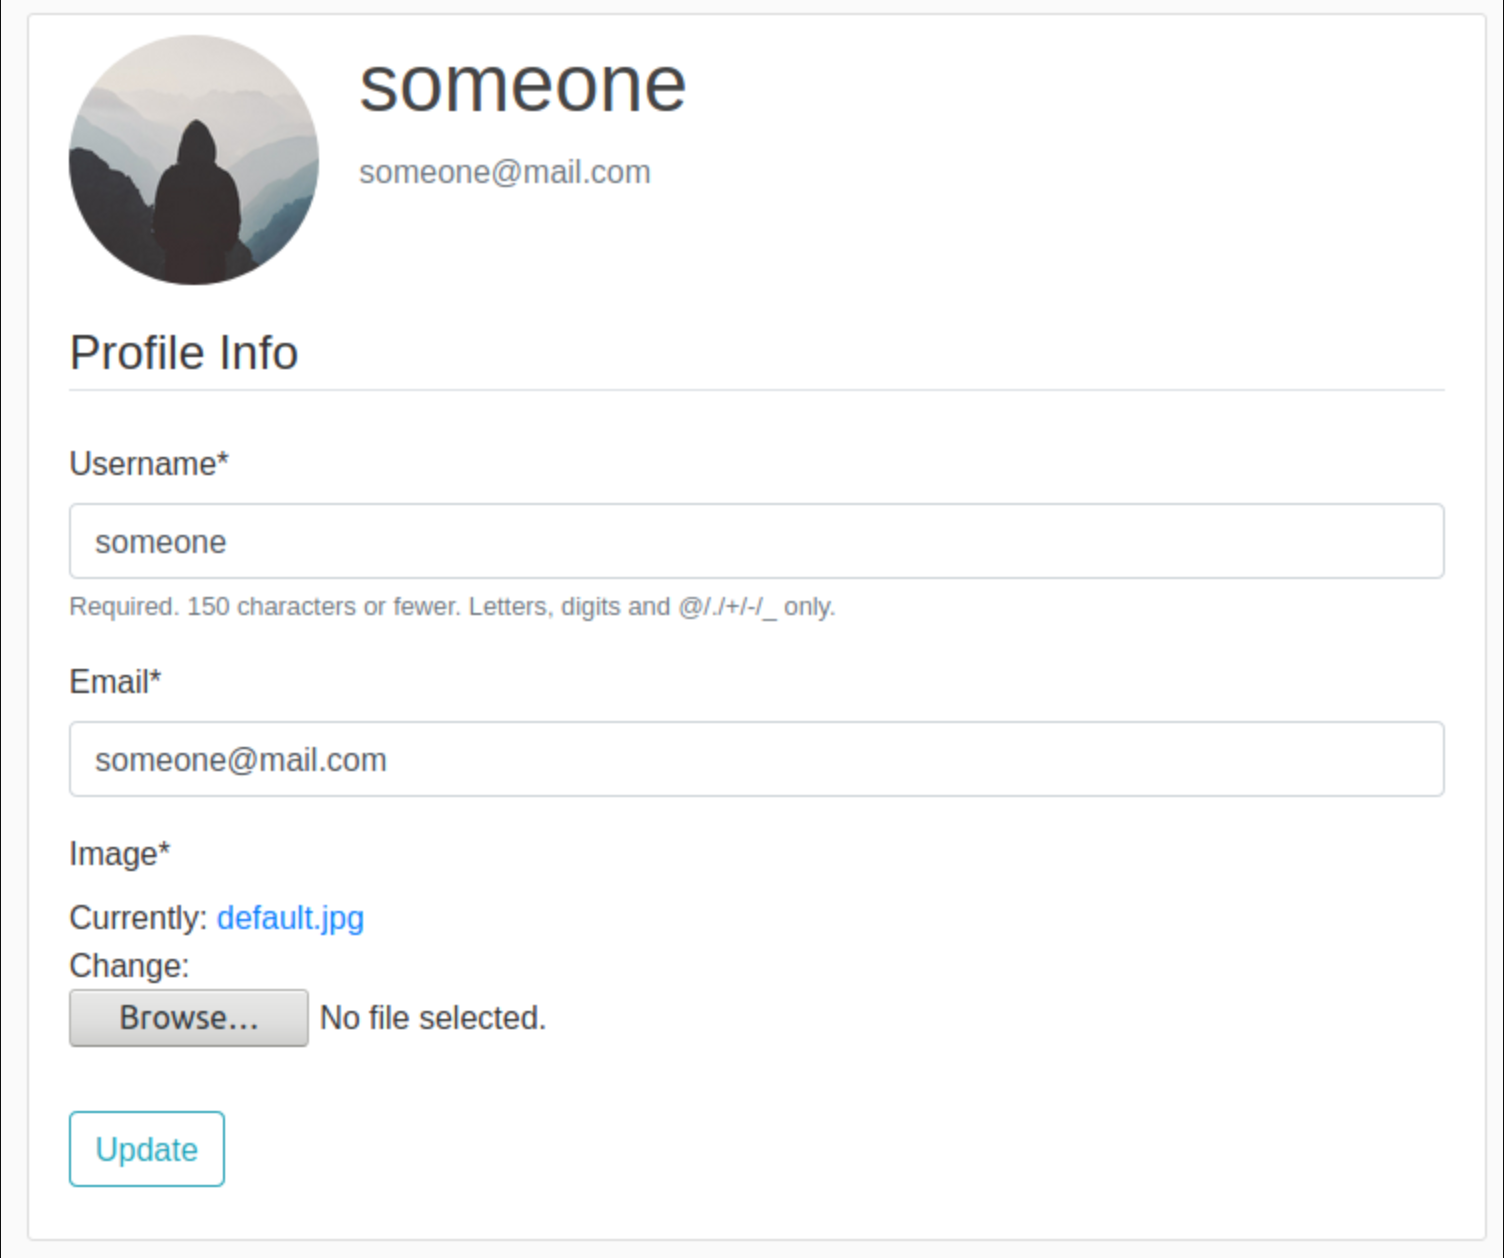 someone
someone@mail.com
Profile Info
Username*
someone
Required. 150 characters or fewer. Letters, digits and @/./+/-/_ only.
Email*
someone@mail.com
Image*
Currently: default.jpg
Change:
Browse... No file selected.
Update